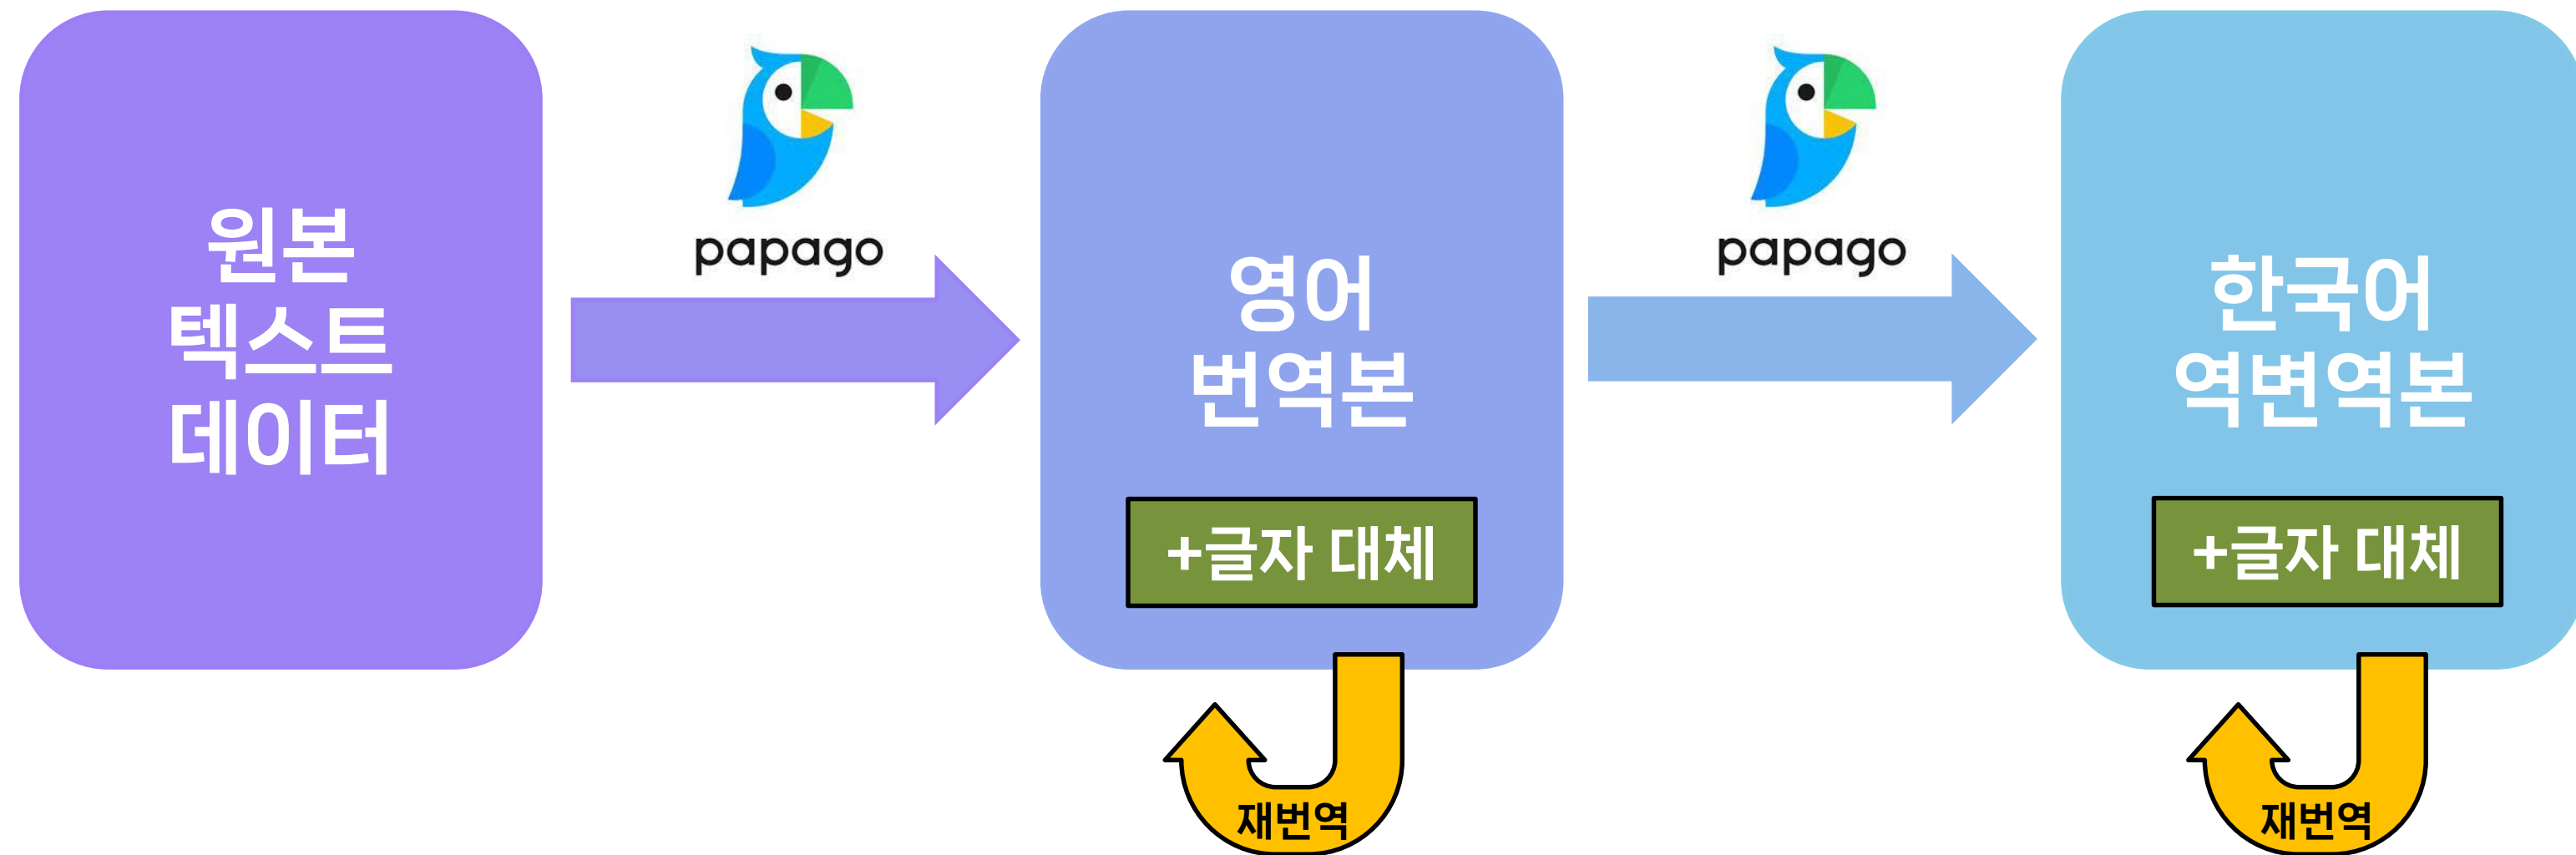 원본
텍스트
데이터
papago
영어
번역본
+글자 대체
재번역
papago
한국어
역변역본
+글자 대체
재번역